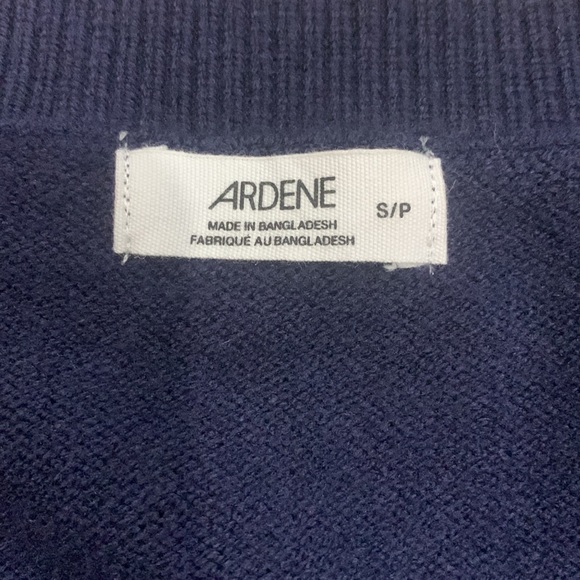 ARDENE
MADE IN BANGLADESH
FABRIQUÉ AU BANGLADESH
S/P